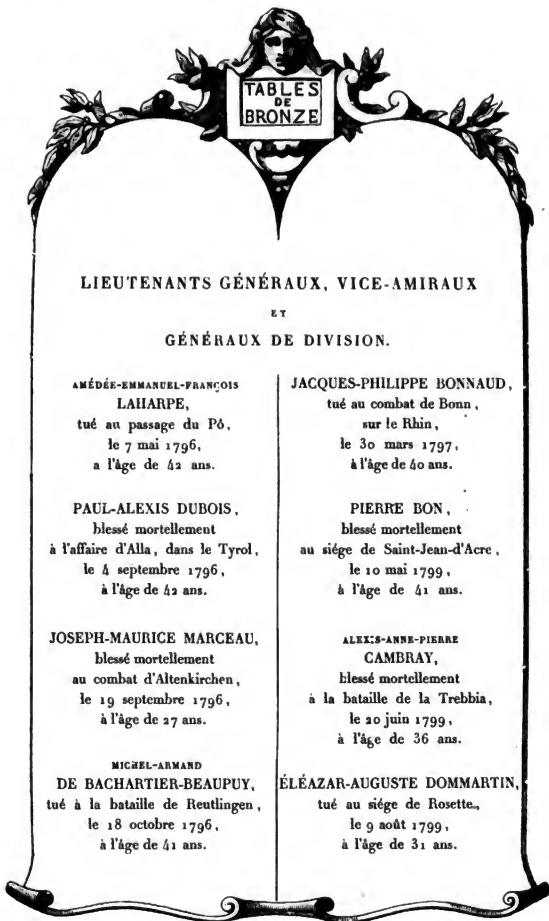 TABLES
DE
BRONZE
LIEUTENANTS GÉNÉRAUX, VICE-AMIRAUX
ET
GÉNÉRAUX DE DIVISION.
AMÉDÉE-EMMANUEL-FRANÇOIS
LAHARPE,
tué au passage du Pô,
le 7 mai 1796,
a l'âge de 42 ans.
PAUL-ALEXIS DUBOIS,
blessé mortellement
à l'affaire d'Alla, dans le Tyrol,
le 4 septembre 1796,
à l'âge de 42 ans.
JOSEPH-MAURICE MARCEAU,
blessé mortellement
au combat d'Altenkirchen,
le 19 septembre 1796,
à l'âge de 27 ans.
MICHEL-ARMAND
DE BACHARTIER-BEAUPUY,
tué à la bataille de Reutlingen,
le 18 octobre 1796,
à l'âge de 41 ans.
JACQUES-PHILIPPE BONNAUD,
tué au combat de Bonn,
sur le Rhin,
le 30 mars 1797,
à l'âge de 40 ans.
PIERRE BON,
blessé mortellement
au siége de Saint-Jean-d'Acre,
le 10 mai 1799,
à l'âge de 41 ans.
ALEXIS-ANNE-PIERRE
CAMBRAY,
blessé mortellement
à la bataille de la Trebbia,
le 20 juin 1799,
à l'âge de 36 ans.
ÉLÉAZAR-AUGUSTE DOMMARTIN,
tué au siége de Rosette,
le 9 août 1799,
à l'âge de 31 ans.